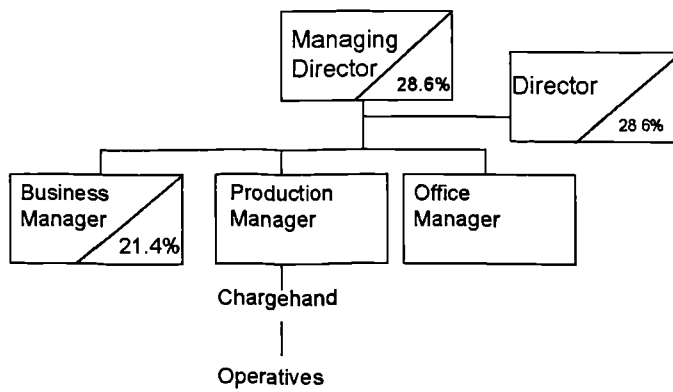 Managing
Director
28.6%
Director
28 6%
Business
Manager
21.4%
Production
Manager
Office
Manager
Chargehand
Operatives